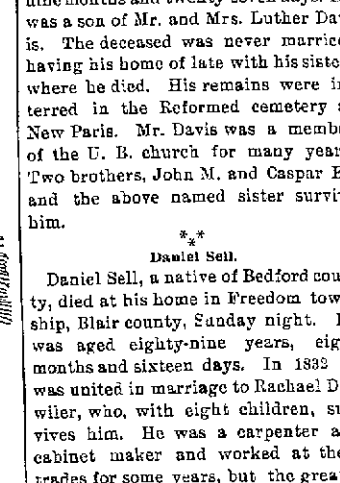 nine months and twenty-seven days.
was a son of Mr. and Mrs. Luther Dav
is. The deceased was never married
having his home of late with his siste
where he died. His remains were in
terred in the Reformed cemetery a
New Paris. Mr. Davis was a memb
of the U. B. church for many year
Two brothers, John M. and Caspar E
and the above named sister survi
him.
***
Daniel Sell.
Daniel Sell, a native of Bedford cou
ty, died at his home in Freedom tow
ship, Blair county, Sunday night.
was aged eighty-nine years, eig
months and sixteen days. In 1832
was united in marriage to Rachael D
wiler, who, with eight children, su
vives him. He was a carpenter a
cabinet maker and worked at the
trades for some years, but the grea